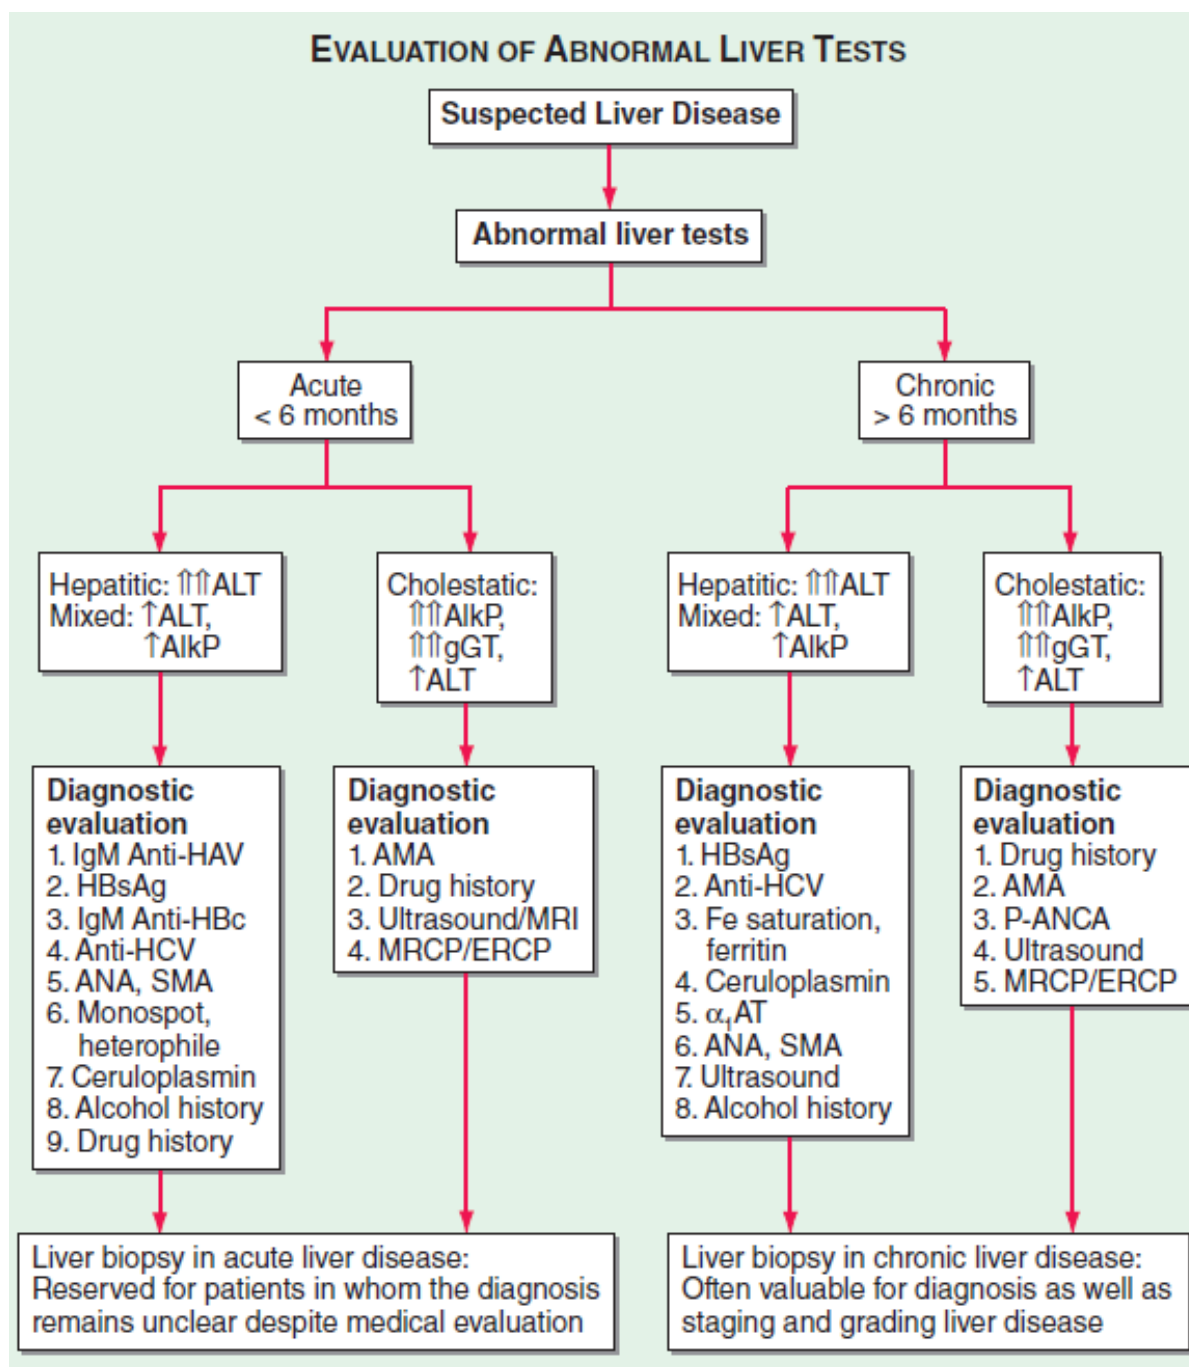 EVALUATION OF ABNORMAL LIVER TESTS
Suspected Liver Disease
Abnormal liver tests
Acute
< 6 months
Chronic
> 6 months
Hepatitic: ⇑⇑ALT
Mixed: ↑ALT,
↑AlkP
Cholestatic:
⇑⇑AlkP,
⇑⇑gGT,
↑ALT
Hepatitic: ⇑⇑ALT
Mixed: ↑ALT,
↑AlkP
Cholestatic:
⇑⇑AlkP,
⇑⇑gGT,
↑ALT
Diagnostic
evaluation
1. IgM Anti-HAV
2. HBsAg
3. IgM Anti-HBc
4. Anti-HCV
5. ANA, SMA
6. Monospot,
heterophile
7. Ceruloplasmin
8. Alcohol history
9. Drug history
Diagnostic
evaluation
1. AMA
2. Drug history
3. Ultrasound/MRI
4. MRCP/ERCP
Diagnostic
evaluation
1. HBsAg
2. Anti-HCV
3. Fe saturation,
ferritin
4. Ceruloplasmin
5. α₁AT
6. ANA, SMA
7. Ultrasound
8. Alcohol history
Diagnostic
evaluation
1. Drug history
2. AMA
3. P-ANCA
4. Ultrasound
5. MRCP/ERCP
Liver biopsy in acute liver disease:
Reserved for patients in whom the diagnosis
remains unclear despite medical evaluation
Liver biopsy in chronic liver disease:
Often valuable for diagnosis as well as
staging and grading liver disease